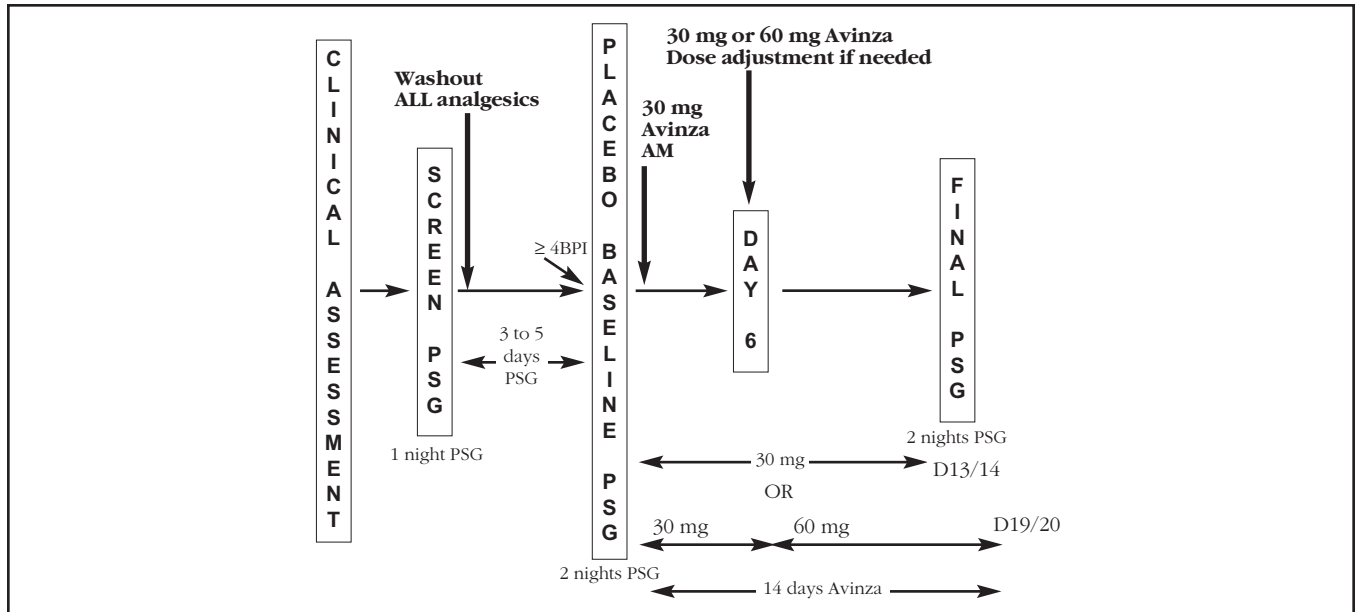 CLINICAL ASSESSMENT
Washout
ALL analgesics
SCREEN PSG
1 night PSG
≥ 4BPI
3 to 5
days
PSG
PLACEBO BASELINE PSG
2 nights PSG
30 mg
Avinza
AM
30 mg or 60 mg Avinza
Dose adjustment if needed
DAY 6
FINAL PSG
2 nights PSG
30 mg
D13/14
OR
30 mg
60 mg
D19/20
14 days Avinza